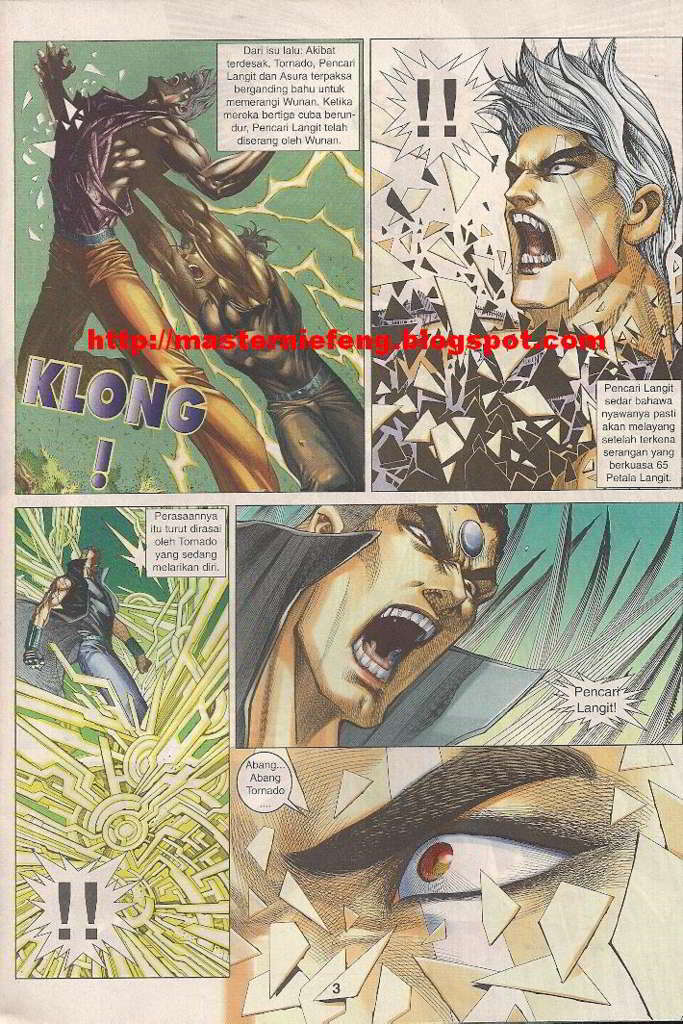 Dari isu lalu: Akibat
terdesak, Tornado, Pencari
Langit dan Asura terpaksa
berganding bahu untuk
memerangi Wunan. Ketika
mereka bertiga cuba berun-
dur, Pencari Langit telah
diserang oleh Wunan.
!!
http://masterniefeng.blogspot.com
KLONG
!
Pencari Langit
sedar bahawa
nyawanya pasti
akan melayang
setelah terkena
serangan yang
berkuasa 65
Petala Langit.
Perasaannya
itu turut dirasai
oleh Tornado
yang sedang
melarikan diri.
!!
Pencari
Langit!
Abang...
Abang
Tornado
....
3